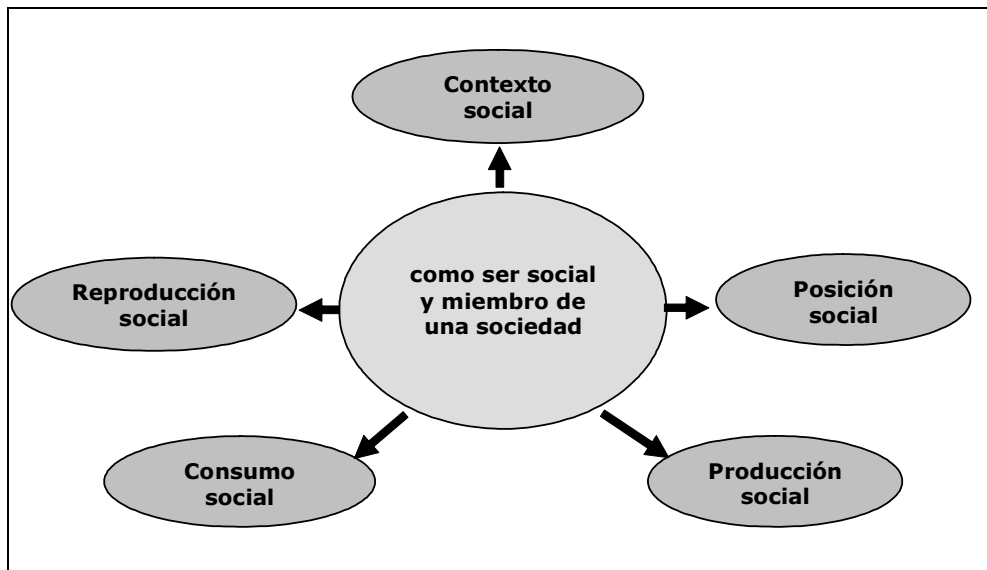 Contexto
social
como ser social
y miembro de
una sociedad
Reproducción
social
Posición
social
Consumo
social
Producción
social